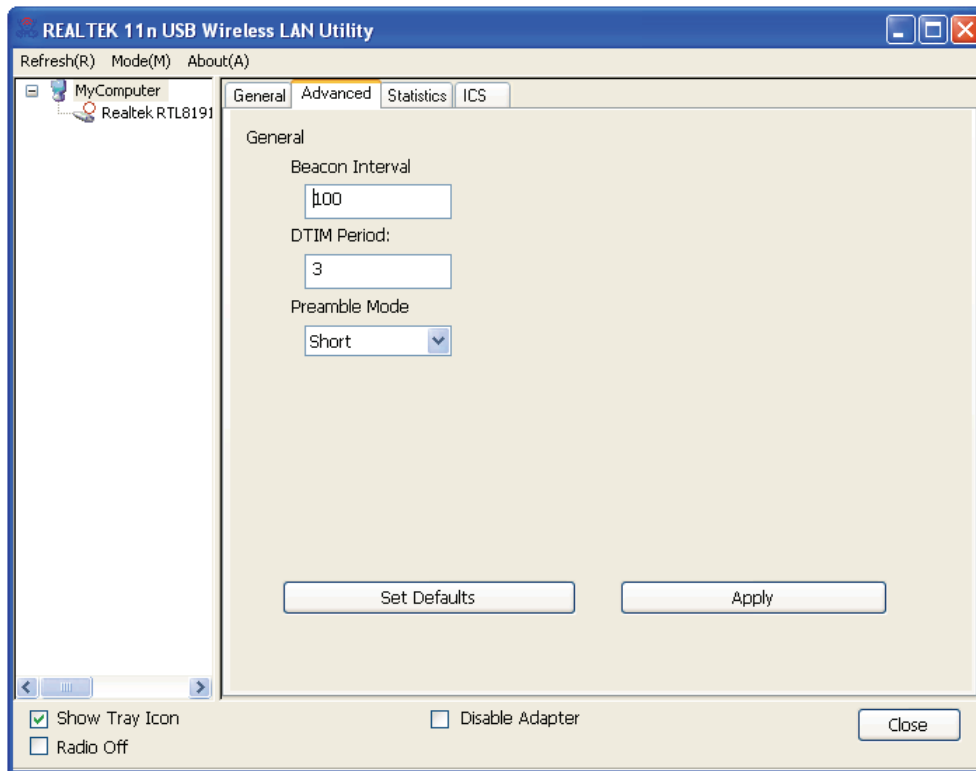 REALTEK 11n USB Wireless LAN Utility
Refresh(R) Mode(M) About(A)
MyComputer
Realtek RTL8191
General Advanced Statistics ICS
General
Beacon Interval
100
DTIM Period:
3
Preamble Mode
Short
Set Defaults Apply
Show Tray Icon Disable Adapter
Radio Off
Close